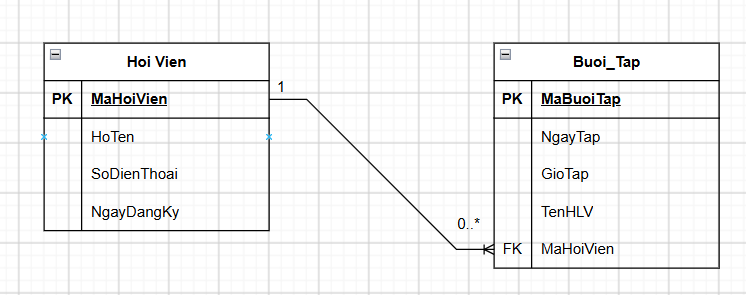 Hoi Vien
PK MaHoiVien
HoTen
SoDienThoai
NgayDangKy
1
0..*
Buoi_Tap
PK MaBuoiTap
NgayTap
GioTap
TenHLV
FK MaHoiVien